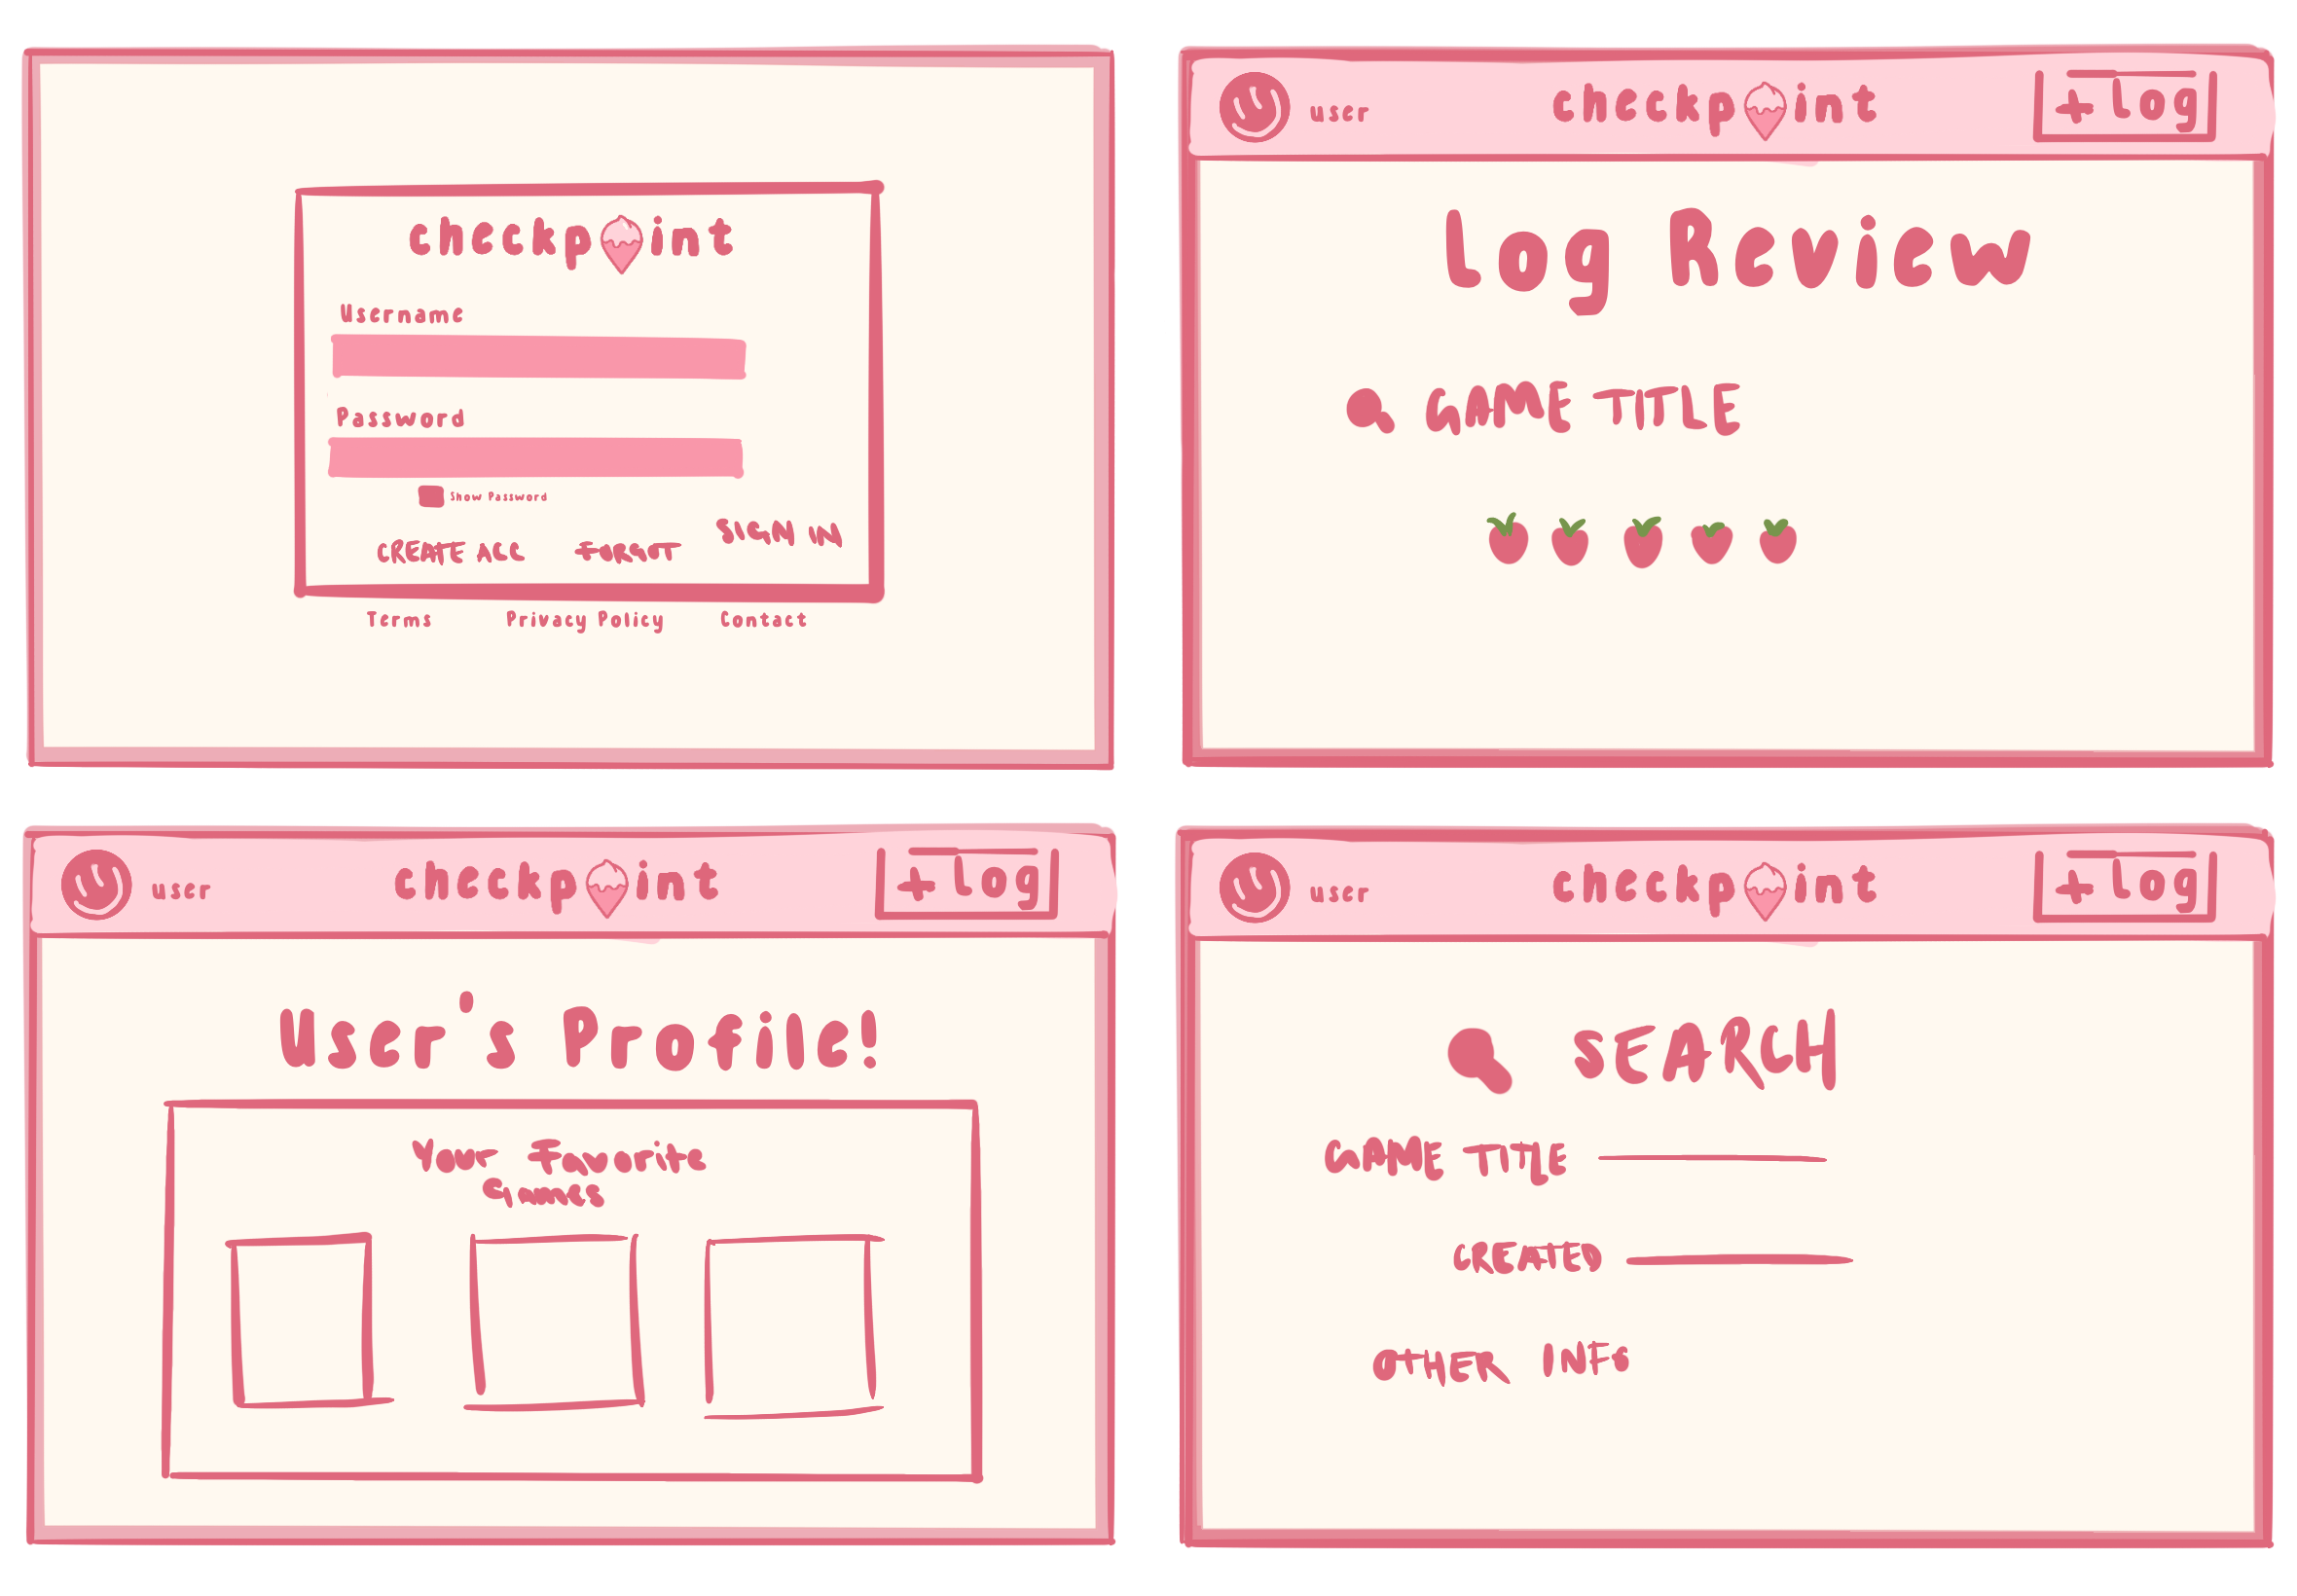 checkpoint
Username
Password
Show Password
CREATE ACC FORGOT SIGN IN
Terms Privacy Policy Contact
user checkpoint + Log
Log Review
GAME TITLE
user checkpoint + Log
User's Profile!
Your Favorite
Games
user checkpoint + Log
SEARCH
GAME TITLE
CREATED
OTHER INFO